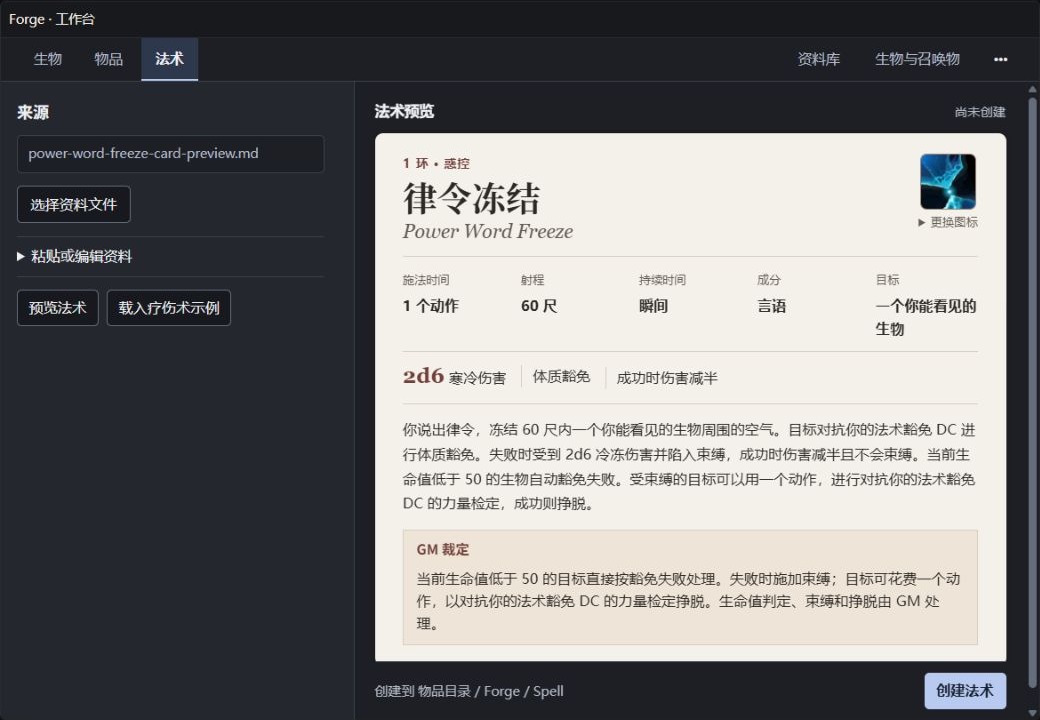 Forge · 工作台
生物 物品 法术 资料库 生物与召唤物 •••
来源
power-word-freeze-card-preview.md
选择资料文件
▶ 粘贴或编辑资料
预览法术 载入疗伤术示例
法术预览 尚未创建
1 环 • 惑控
律令冻结
Power Word Freeze
▶ 更换图标
施法时间 射程 持续时间 成分 目标
1 个动作 60 尺 瞬间 言语 一个你能看见的
生物
2d6 寒冷伤害 体质豁免 成功时伤害减半
你说出律令，冻结 60 尺内一个你能看见的生物周围的空气。目标对抗你的法术豁免 DC 进
行体质豁免。失败时受到 2d6 冷冻伤害并陷入束缚，成功时伤害减半且不会束缚。当前生
命值低于 50 的生物自动豁免失败。受束缚的目标可以用一个动作，进行对抗你的法术豁免
DC 的力量检定，成功则挣脱。
GM 裁定
当前生命值低于 50 的目标直接按豁免失败处理。失败时施加束缚；目标可花费一个动
作，以对抗你的法术豁免 DC 的力量检定挣脱。生命值判定、束缚和挣脱由 GM 处
理。
创建到 物品目录 / Forge / Spell 创建法术